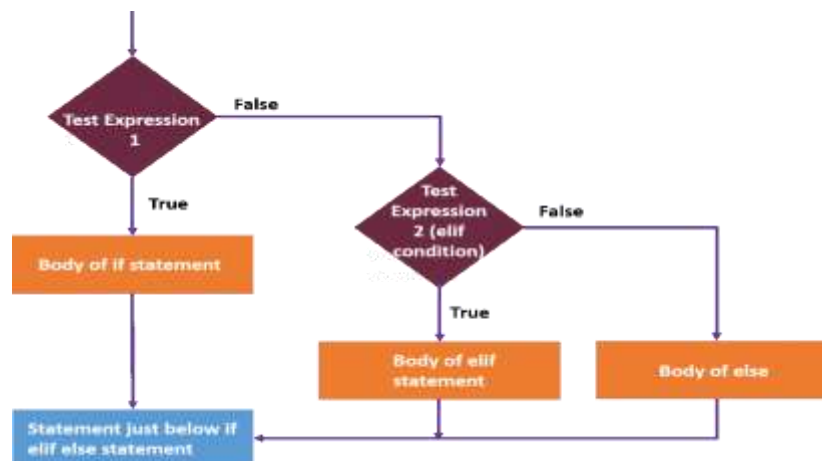 False
Test Expression
1
True
Test
Expression
2 (elif
condition)
False
Body of if statement
True
Body of elif
statement
Body of else
Statement just below if
elif else statement